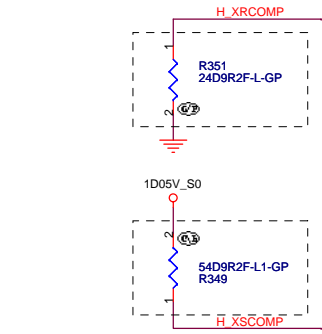 H_XRCOMP
1
R351
24D9R2F-L-GP
2
1D05V_S0
2
54D9R2F-L1-GP
R349
1
H_XSCOMP